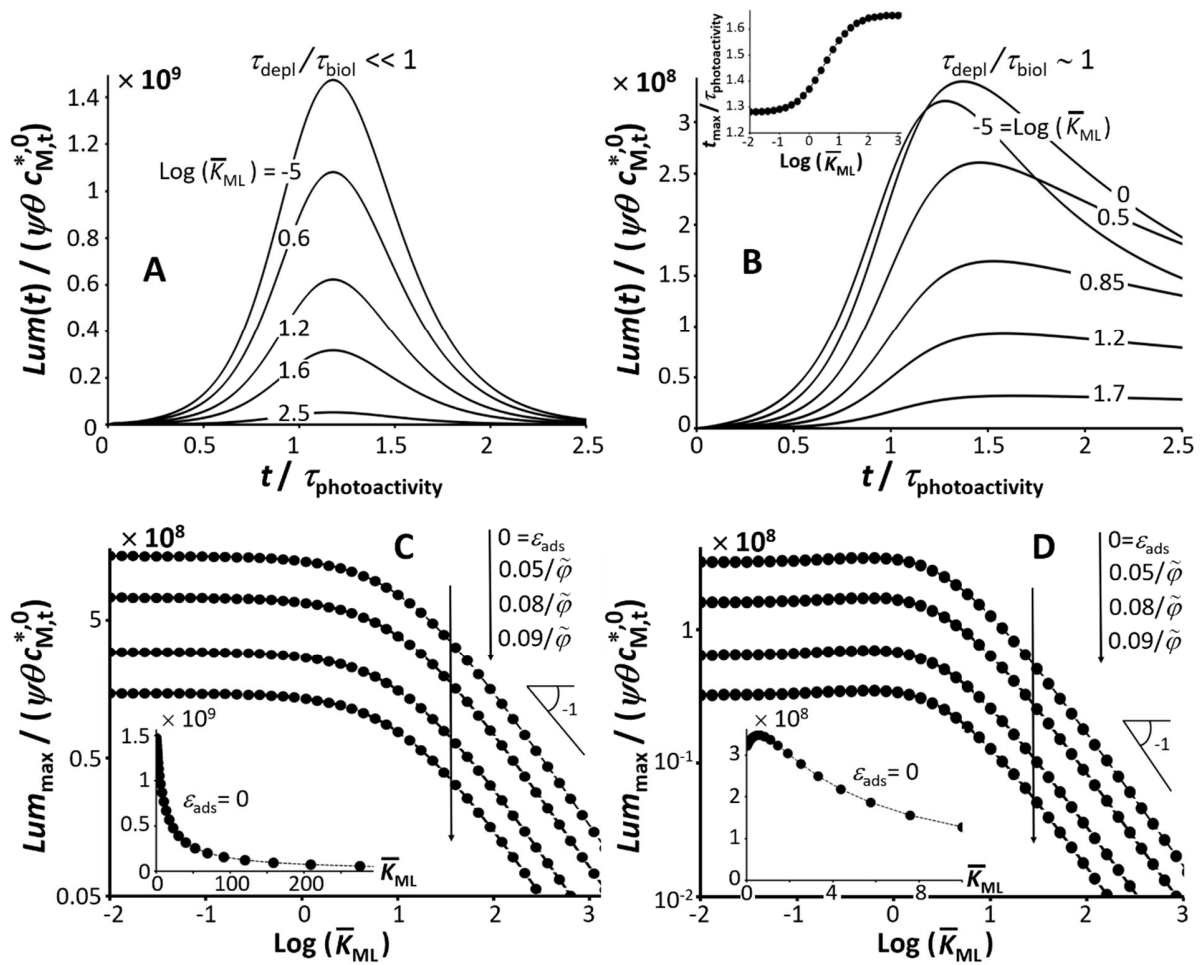 τdepl/τbiol << 1
× 10⁹
Lum(t) / (ψθ c*,0M,t)
1.4
1.2
1
0.8
0.6
0.4
0.2
0
Log (K̅ML) = -5
0.6
1.2
1.6
2.5
A
0 0.5 1 1.5 2 2.5
t / τphotoactivity
τdepl/τbiol ~ 1
× 10⁸
Lum(t) / (ψθ c*,0M,t)
3
2.5
2
1.5
1
0.5
0
tmax/τphotoactivity
1.6
1.5
1.4
1.3
1.2
-2 -1 0 1 2 3
Log (K̅ML)
-5 =Log (K̅ML)
0
0.5
0.85
1.2
1.7
B
0 0.5 1 1.5 2 2.5
t / τphotoactivity
× 10⁸
C
0 =εads
0.05/φ̃
0.08/φ̃
0.09/φ̃
Lummax / (ψθc*,0M,t)
5
0.5
0.05
-1
× 10⁹
1.5
1
0.5
0
εads= 0
0 100 200
K̅ML
-2 -1 0 1 2 3
Log (K̅ML)
× 10⁸
D
0=εads
0.05/φ̃
0.08/φ̃
0.09/φ̃
Lummax / (ψθc*,0M,t)
1
10⁻¹
10⁻²
-1
× 10⁸
3
2
1
0
εads= 0
0 4 8
K̅ML
-2 -1 0 1 2 3
Log (K̅ML)